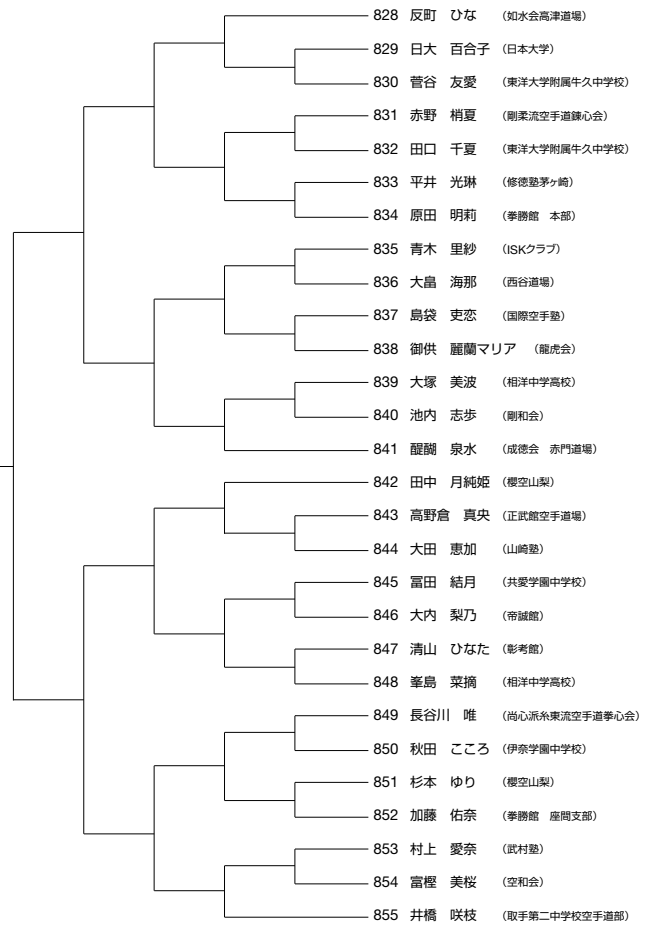 828 反町　ひな （如水会高津道場）
829 日大　百合子 （日本大学）
830 菅谷　友愛 （東洋大学附属牛久中学校）
831 赤野　梢夏 （剛柔流空手道錬心会）
832 田口　千夏 （東洋大学附属牛久中学校）
833 平井　光琳 （修徳塾茅ヶ崎）
834 原田　明莉 （拳勝館　本部）
835 青木　里紗 （ISKクラブ）
836 大畠　海那 （西谷道場）
837 島袋　吏恋 （国際空手塾）
838 御供　麗蘭マリア （龍虎会）
839 大塚　美波 （相洋中学高校）
840 池内　志歩 （剛和会）
841 醍醐　泉水 （成徳会　赤門道場）
842 田中　月純姫 （櫻空山梨）
843 高野倉　真央 （正武館空手道場）
844 大田　恵加 （山崎塾）
845 冨田　結月 （共愛学園中学校）
846 大内　梨乃 （帝誠館）
847 清山　ひなた （彰考館）
848 峯島　菜摘 （相洋中学高校）
849 長谷川　唯 （尚心派糸東流空手道拳心会）
850 秋田　こころ （伊奈学園中学校）
851 杉本　ゆり （櫻空山梨）
852 加藤　佑奈 （拳勝館　座間支部）
853 村上　愛奈 （武村塾）
854 富樫　美桜 （空和会）
855 井橋　咲枝 （取手第二中学校空手道部）